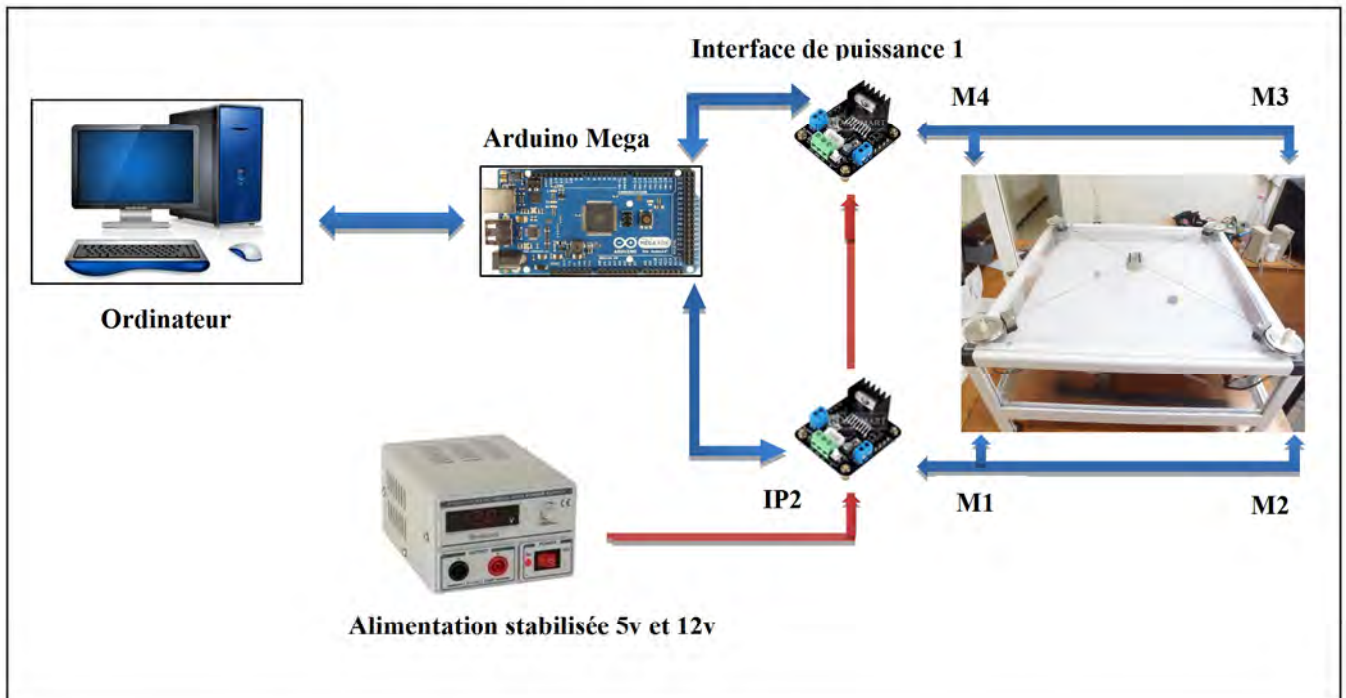 Interface de puissance 1
M4
M3
Arduino Mega
Ordinateur
IP2
M1
M2
Alimentation stabilisée 5v et 12v